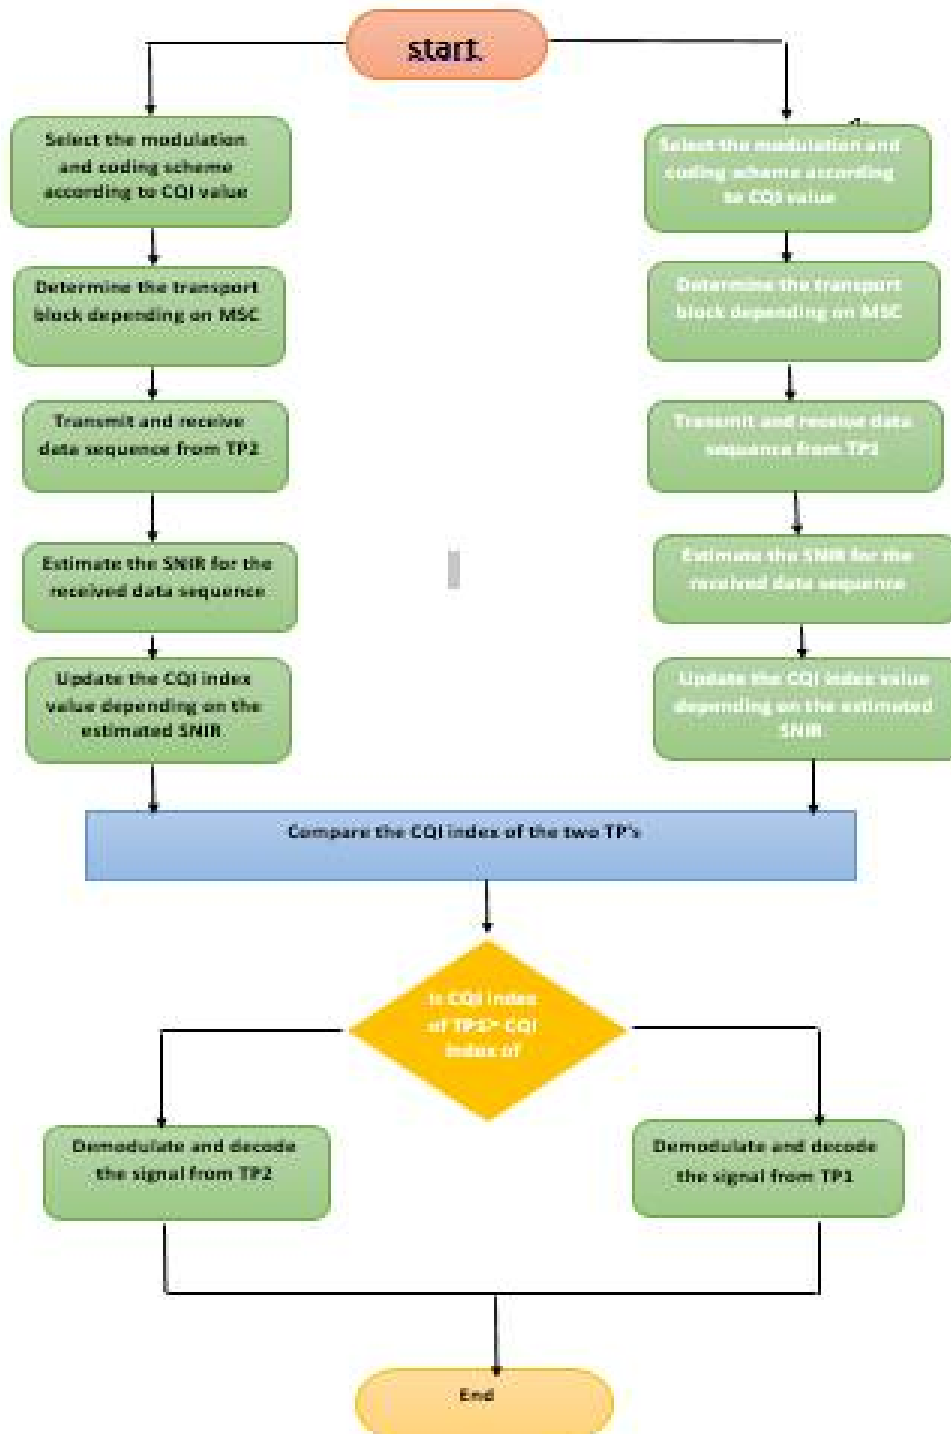 start
Select the modulation
and coding scheme
according to CQI value
Determine the transport
block depending on MSC
Transmit and receive
data sequence from TP2
Estimate the SNIR for the
received data sequence
Update the CQI index
value depending on the
estimated SNIR
Select the modulation and
coding scheme according
to CQI value
Determine the transport
block depending on MSC
Transmit and receive data
sequence from
Estimate the SNIR for the
received data sequence
Update the CQI index value
depending on the estimated
SNIR
Compare the CQI index of the two TP's
Is CQI index
of CQI
index of
Demodulate and decode
the signal from TP2
Demodulate and decode
the signal from TP1
End